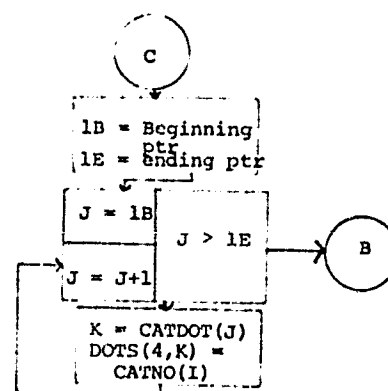 C
1B = Beginning
ptr
1E = ending ptr
J = 1B
J > 1E
B
J = J+1
K = CATDOT(J)
DOTS(4,K) =
CATNO(I)